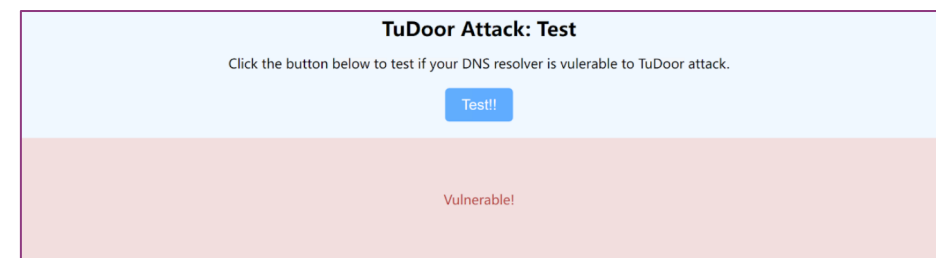 TuDoor Attack: Test
Click the button below to test if your DNS resolver is vulerable to TuDoor attack.
Test!!
Vulnerable!